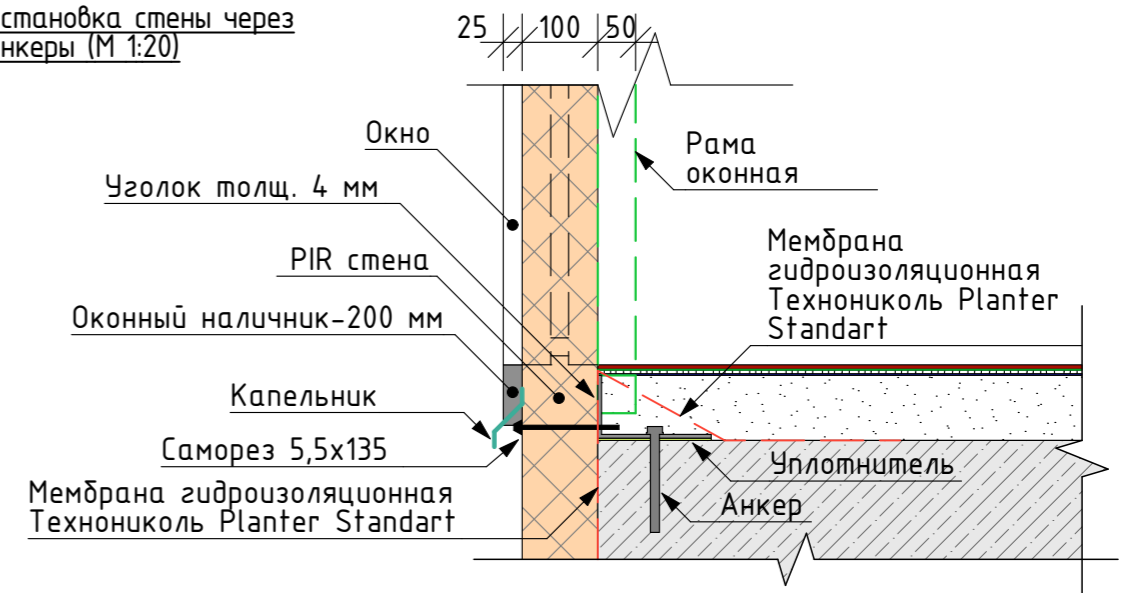 становка стены через
нкеры (М 1:20)
25 100 50
Окно
Рама
оконная
Уголок толщ. 4 мм
PIR стена
Мембрана
гидроизоляционная
Технониколь Planter
Standart
Оконный наличник-200 мм
Капельник
Саморез 5,5х135
Мембрана гидроизоляционная
Технониколь Planter Standart
Уплотнитель
Анкер